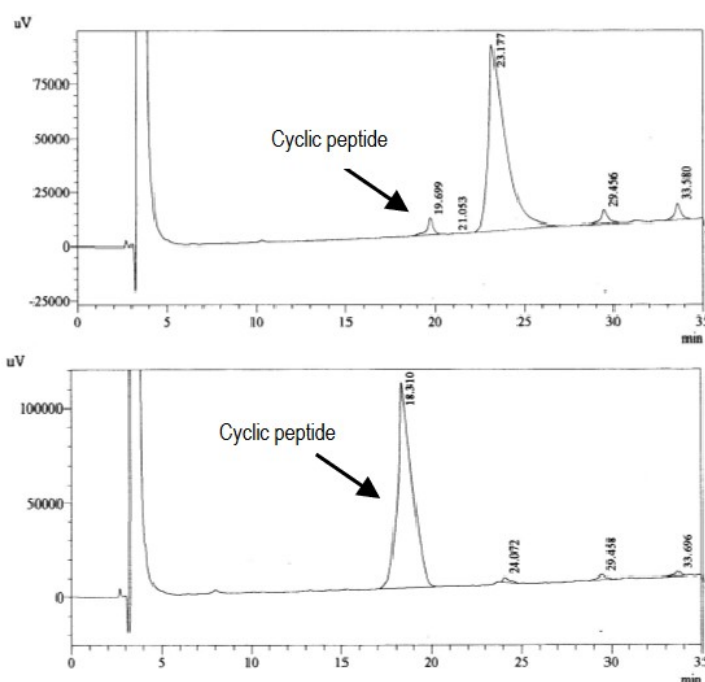 uV
23.177
75000
50000
Cyclic peptide
25000
19.699
21.053
29.456
33.580
0
-25000
0 5 10 15 20 25 30 35
min
uV
18.310
100000
Cyclic peptide
50000
24.072
29.458
33.696
0
0 5 10 15 20 25 30 35
min